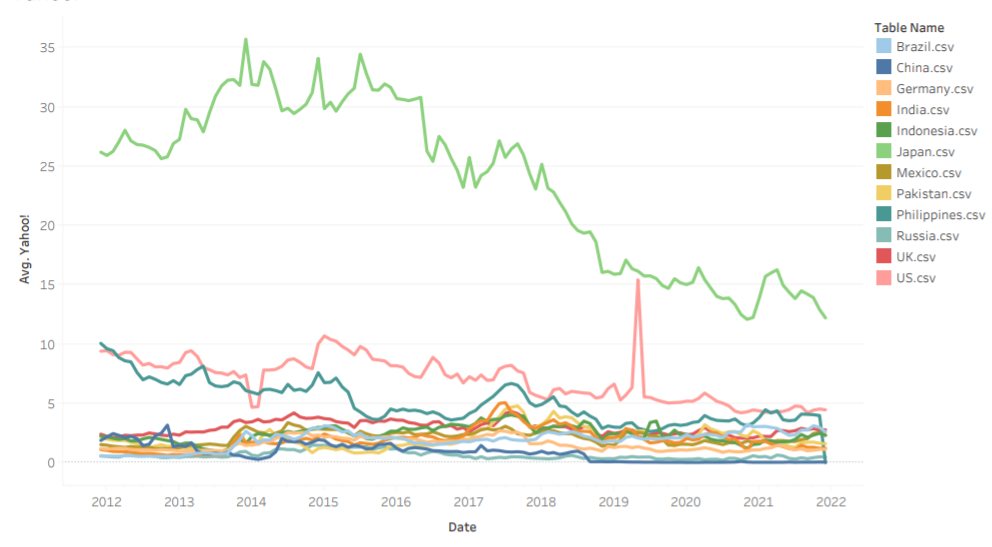 Table Name
Brazil.csv
China.csv
Germany.csv
India.csv
Indonesia.csv
Japan.csv
Mexico.csv
Pakistan.csv
Philippines.csv
Russia.csv
UK.csv
US.csv
Avg. Yahoo!
35
30
25
20
15
10
5
0
2012 2013 2014 2015 2016 2017 2018 2019 2020 2021 2022
Date